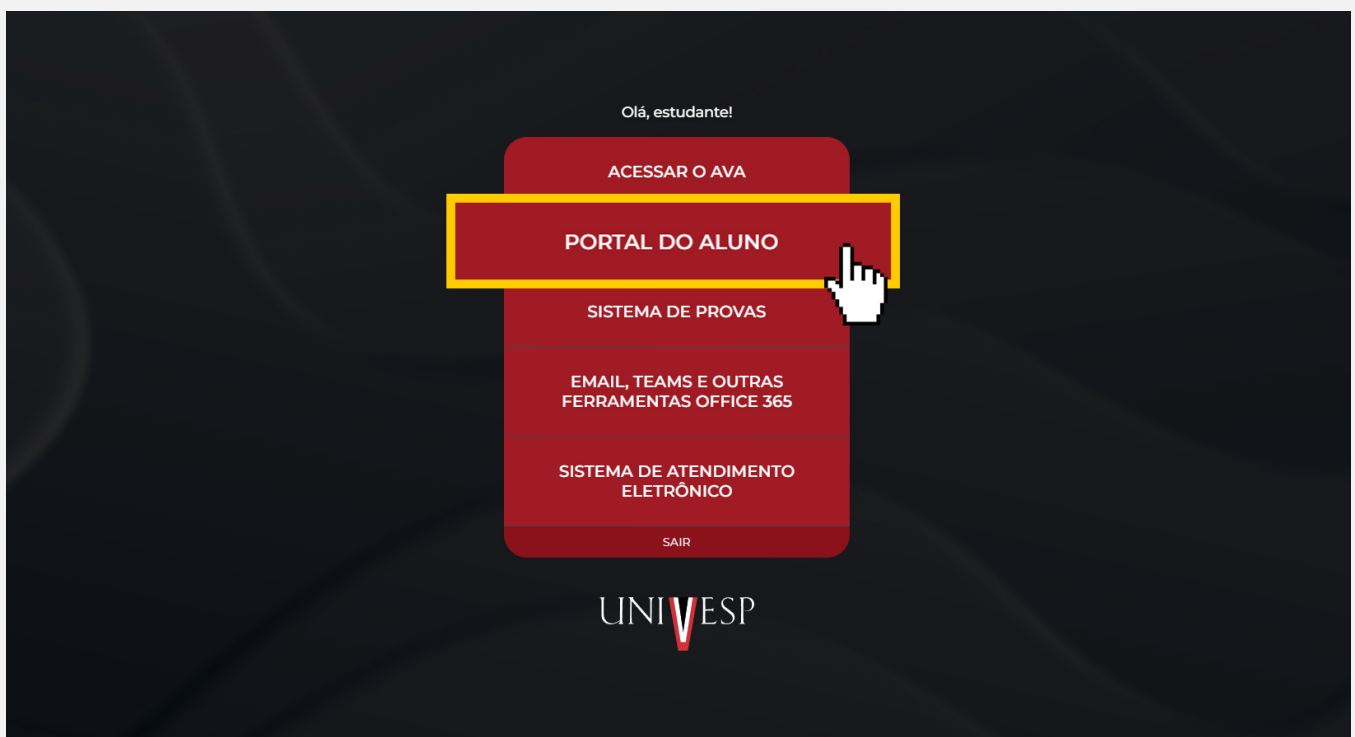 Olá, estudante!
ACESSAR O AVA
PORTAL DO ALUNO
SISTEMA DE PROVAS
EMAIL, TEAMS E OUTRAS
FERRAMENTAS OFFICE 365
SISTEMA DE ATENDIMENTO
ELETRÔNICO
SAIR
UNIVESP